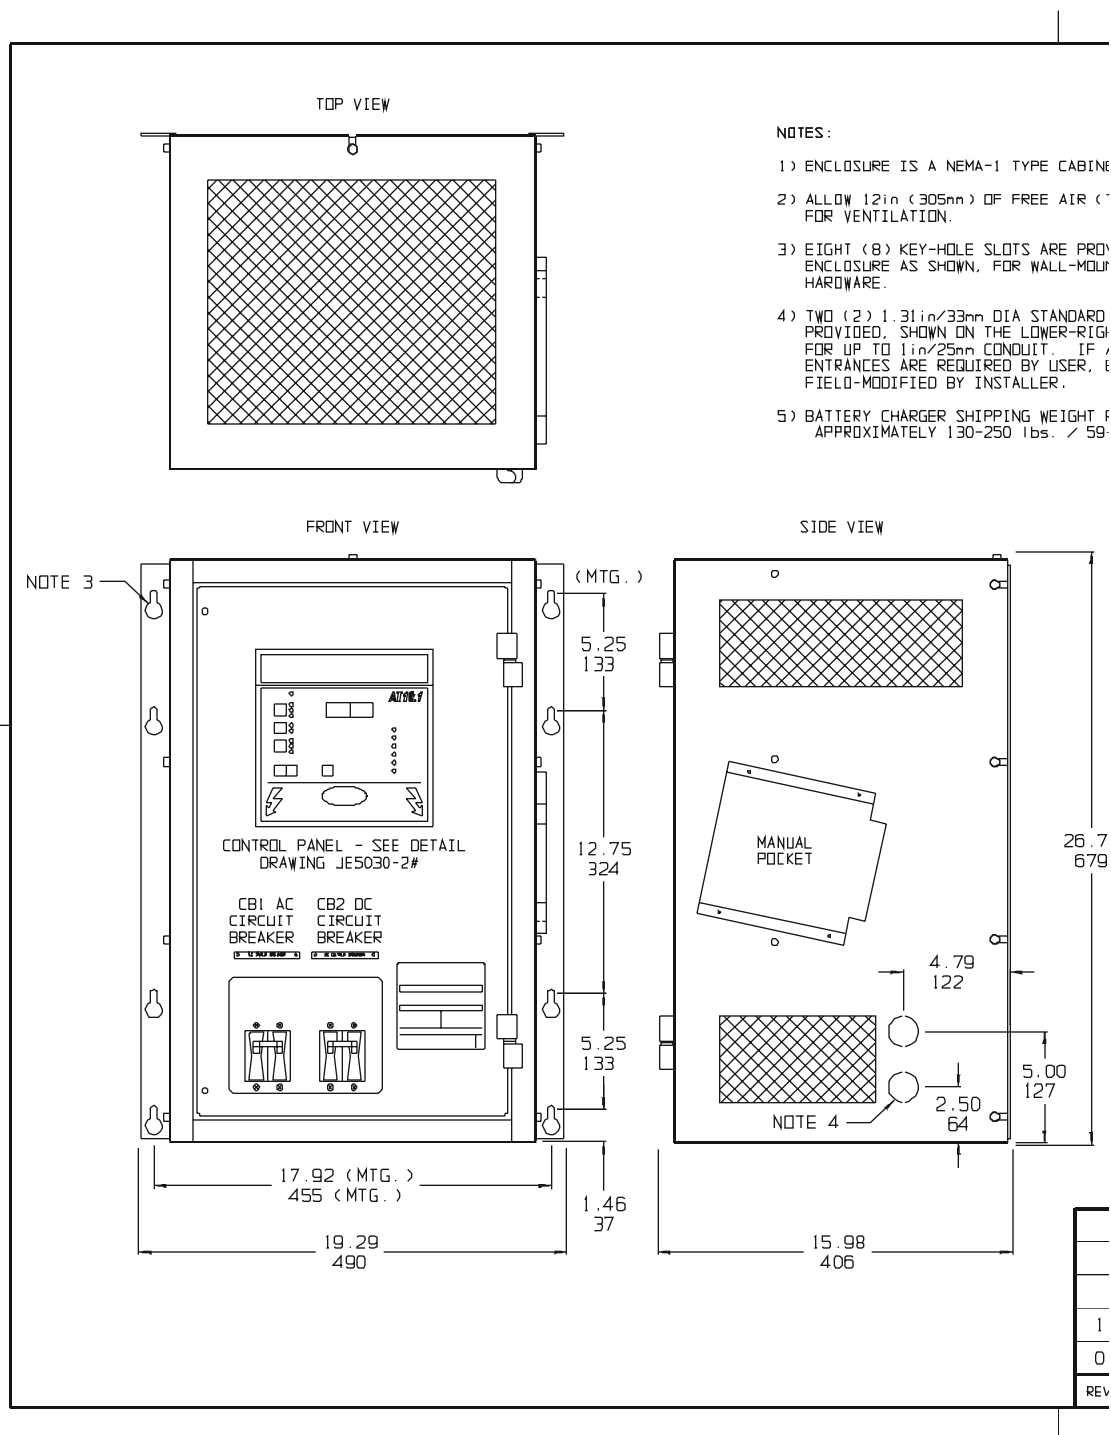 TOP VIEW
NOTES:
1) ENCLOSURE IS A NEMA-1 TYPE CABINE
2) ALLOW 12in (305mm) OF FREE AIR (
FOR VENTILATION.
3) EIGHT (8) KEY-HOLE SLOTS ARE PROV
ENCLOSURE AS SHOWN, FOR WALL-MOUN
HARDWARE.
4) TWO (2) 1.31in/33mm DIA STANDARD
PROVIDED, SHOWN ON THE LOWER-RIGH
FOR UP TO 1in/25mm CONDUIT. IF
ENTRANCES ARE REQUIRED BY USER,
FIELD-MODIFIED BY INSTALLER.
5) BATTERY CHARGER SHIPPING WEIGHT
APPROXIMATELY 130-250 lbs. / 59-
FRONT VIEW
SIDE VIEW
NOTE 3
(MTG.)
5.25
133
AT10.1
CONTROL PANEL - SEE DETAIL
DRAWING JE5030-2#
12.75
324
MANUAL
POCKET
26.7
679
CB1 AC
CIRCUIT
BREAKER
CB2 DC
CIRCUIT
BREAKER
4.79
122
5.25
133
5.00
127
2.50
64
NOTE 4
17.92 (MTG.)
455 (MTG.)
1.46
37
19.29
490
15.98
406
1
0
REV